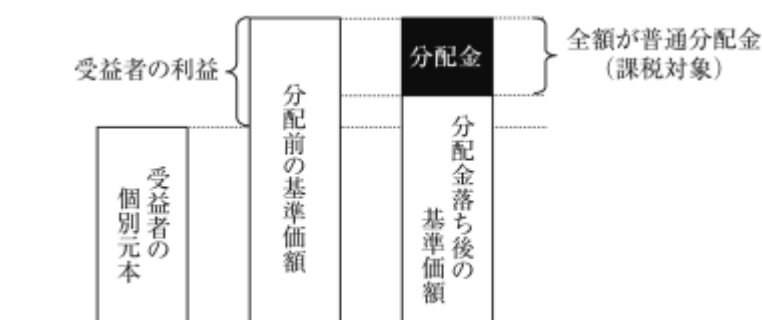 受益者の利益
受益者の
個別元本
分配前の基準価額
分配金
分配金落ち後の
基準価額
全額が普通分配金
（課税対象）